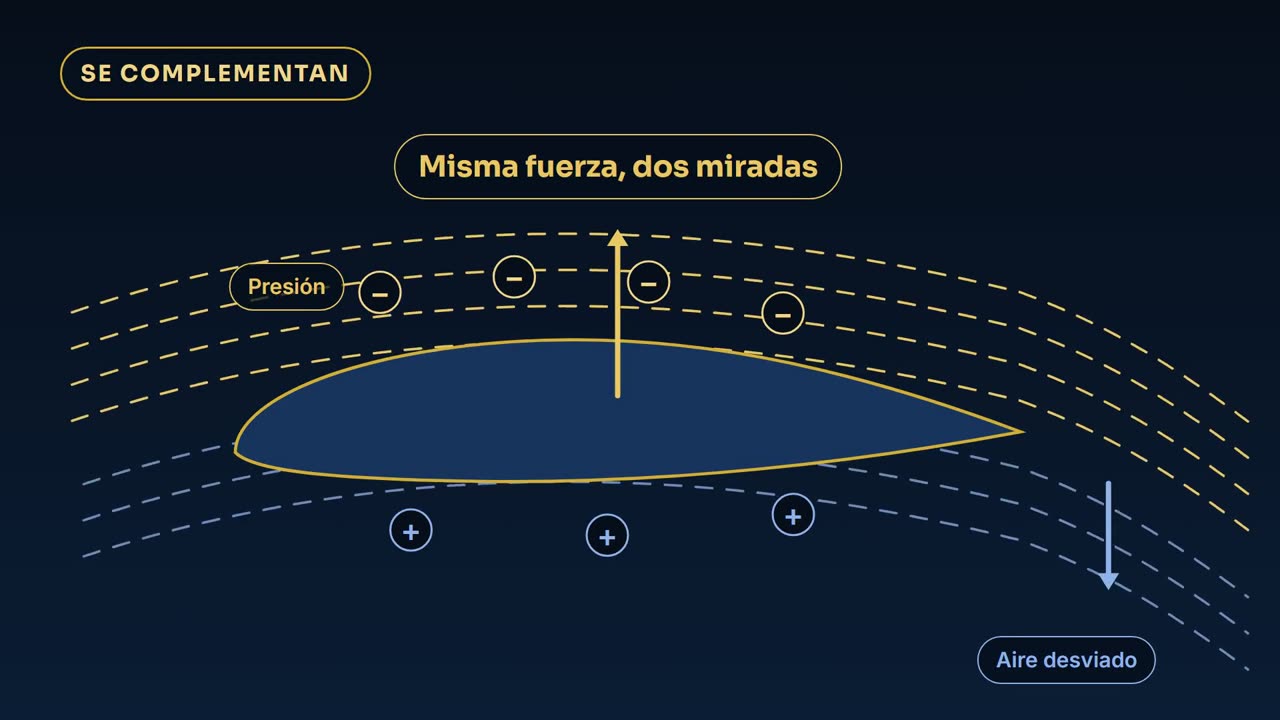 SE COMPLEMENTAN
Misma fuerza, dos miradas
Presión
− − − −
+ + +
Aire desviado